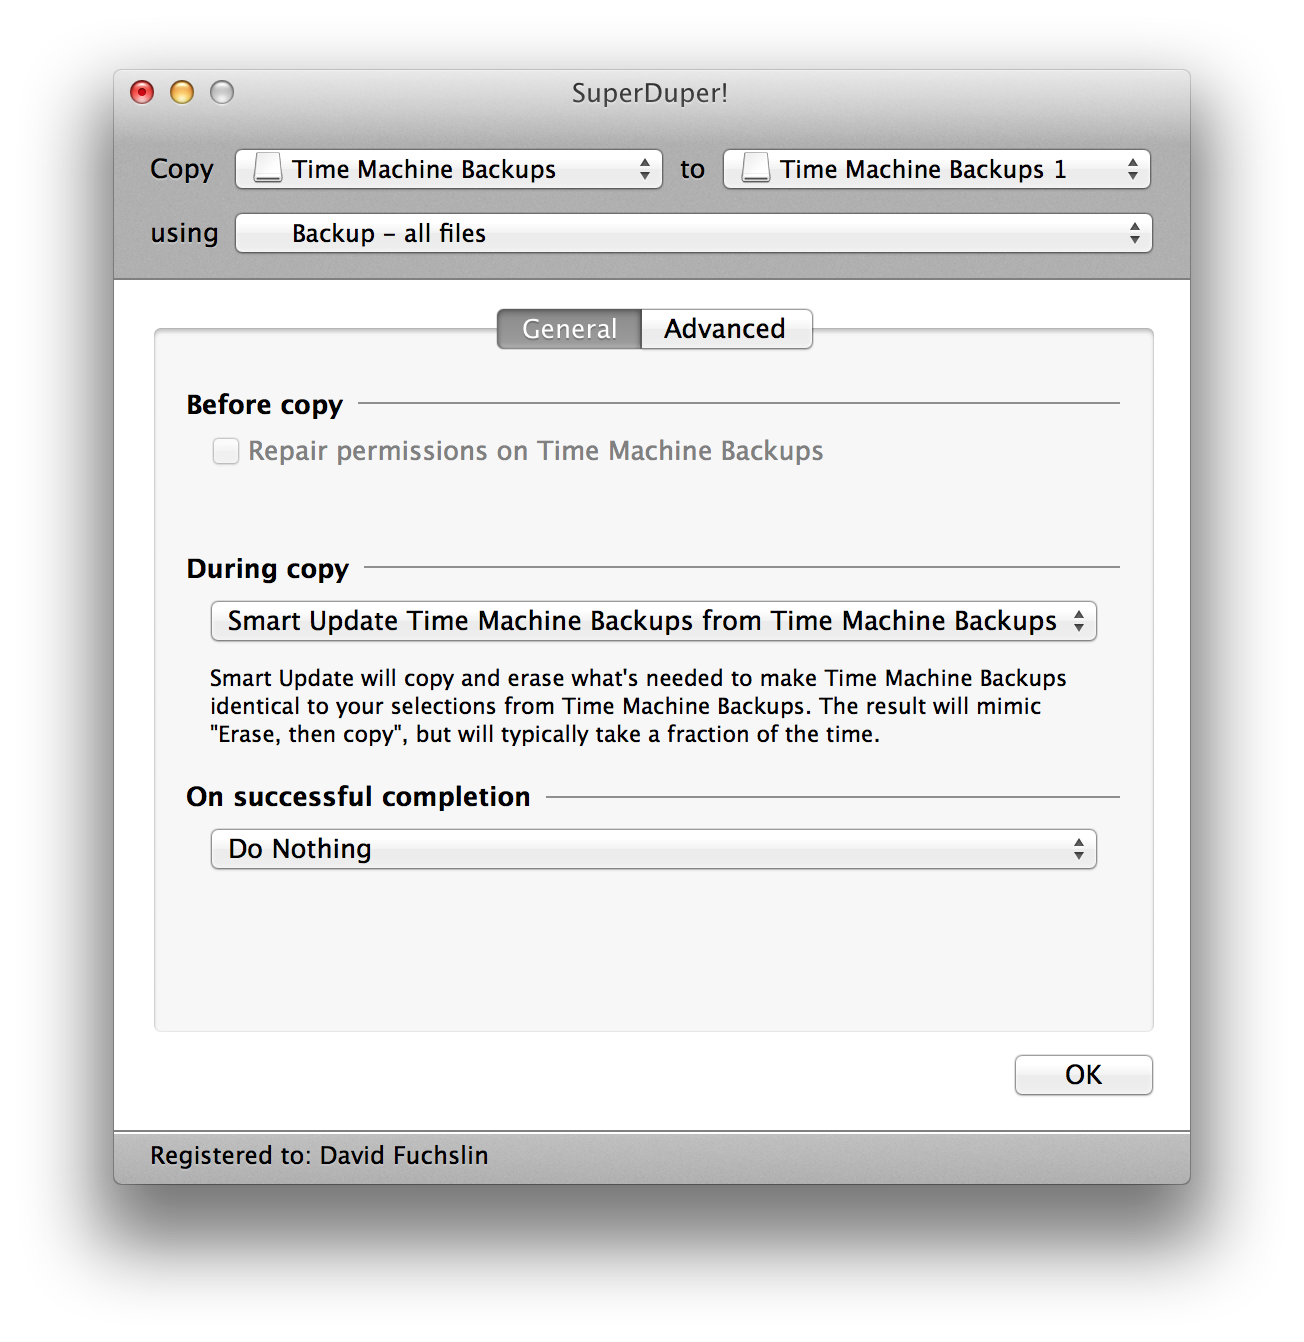 SuperDuper!
Copy Time Machine Backups to Time Machine Backups 1
using Backup – all files
General Advanced
Before copy
Repair permissions on Time Machine Backups
During copy
Smart Update Time Machine Backups from Time Machine Backups
Smart Update will copy and erase what's needed to make Time Machine Backups
identical to your selections from Time Machine Backups. The result will mimic
"Erase, then copy", but will typically take a fraction of the time.
On successful completion
Do Nothing
OK
Registered to: David Fuchslin